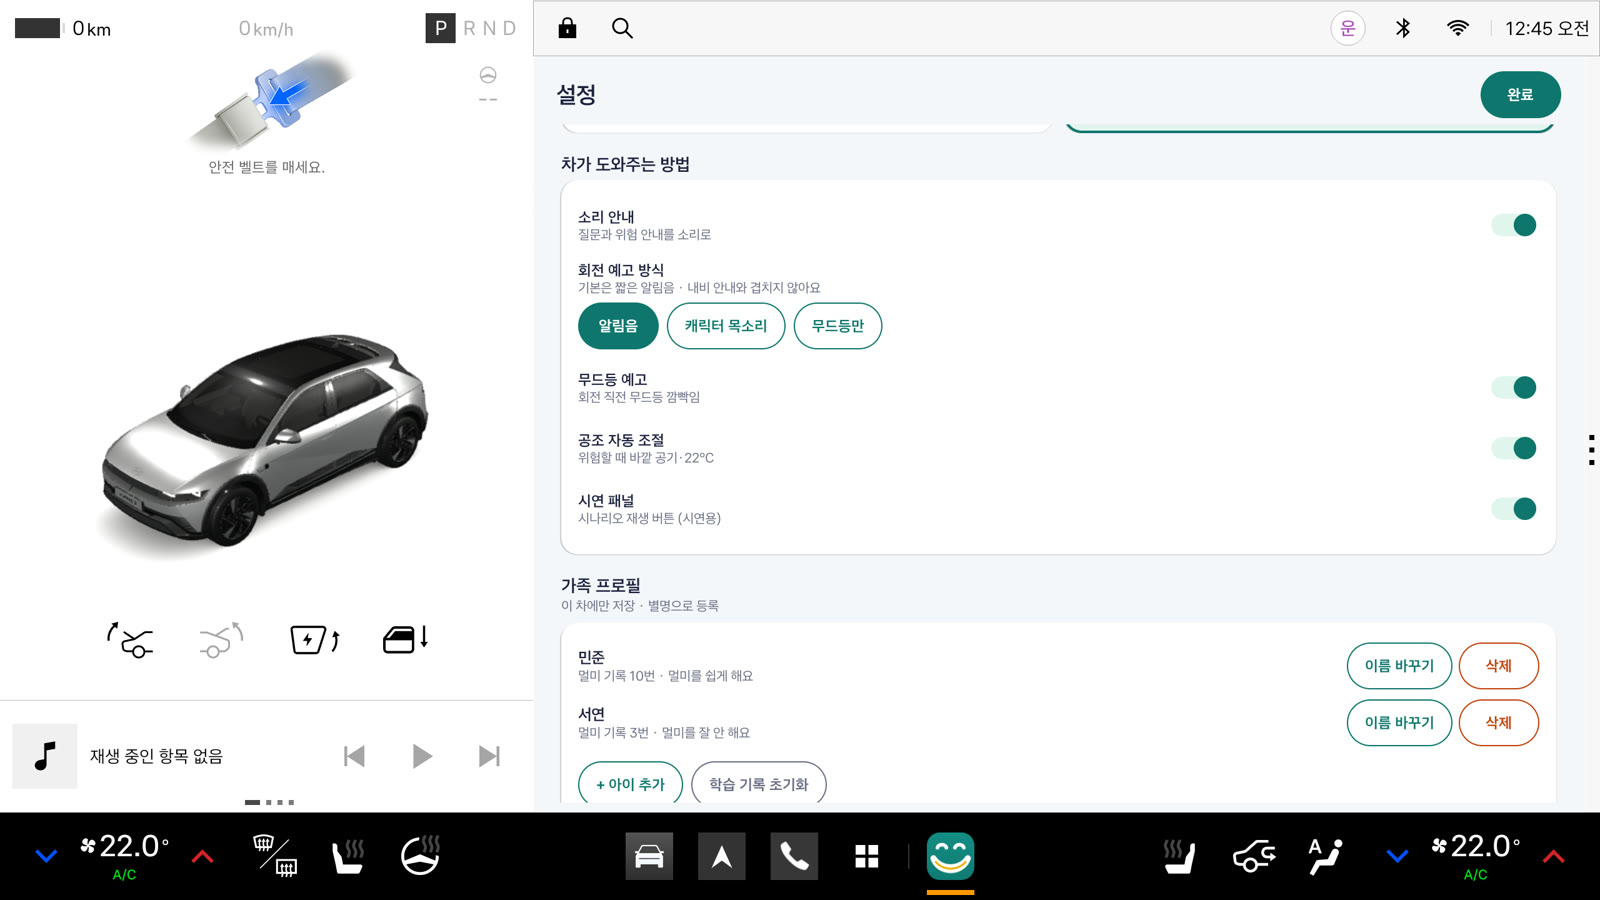 0km
0km/h
P R N D
--
안전 벨트를 매세요.
재생 중인 항목 없음
운
12:45 오전
설정
완료
차가 도와주는 방법
소리 안내
질문과 위험 안내를 소리로
회전 예고 방식
기본은 짧은 알림음 · 내비 안내와 겹치지 않아요
알림음
캐릭터 목소리
무드등만
무드등 예고
회전 직전 무드등 깜빡임
공조 자동 조절
위험할 때 바깥 공기·22°C
시연 패널
시나리오 재생 버튼 (시연용)
가족 프로필
이 차에만 저장 · 별명으로 등록
민준
멀미 기록 10번 · 멀미를 쉽게 해요
이름 바꾸기
삭제
서연
멀미 기록 3번 · 멀미를 잘 안 해요
이름 바꾸기
삭제
+ 아이 추가
학습 기록 초기화
22.0°
A/C
A
22.0°
A/C